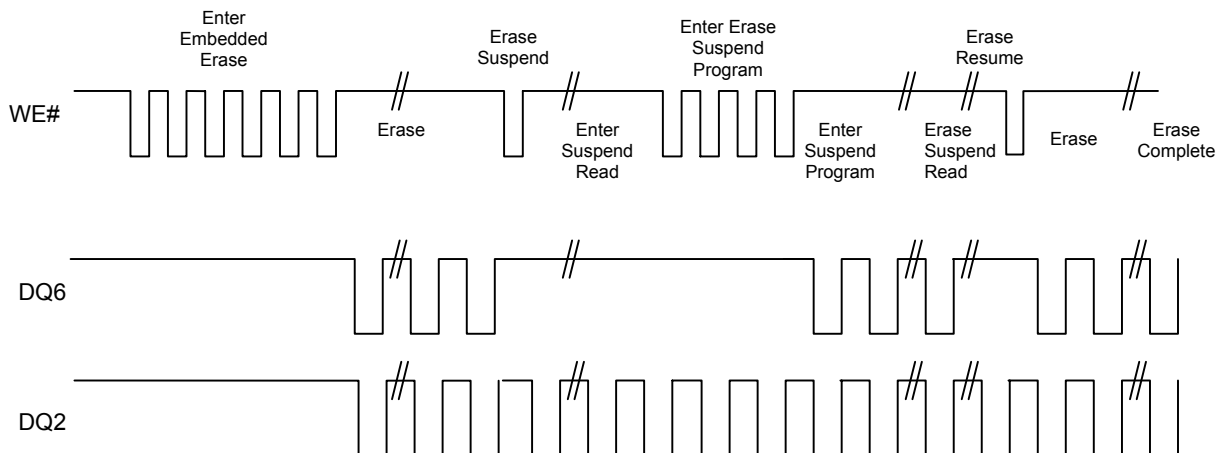 Enter
Embedded
Erase
Erase
Suspend
Enter Erase
Suspend
Program
Erase
Resume
WE#
Erase
Enter
Suspend
Read
Enter
Suspend
Program
Erase
Suspend
Read
Erase
Erase
Complete
DQ6
DQ2